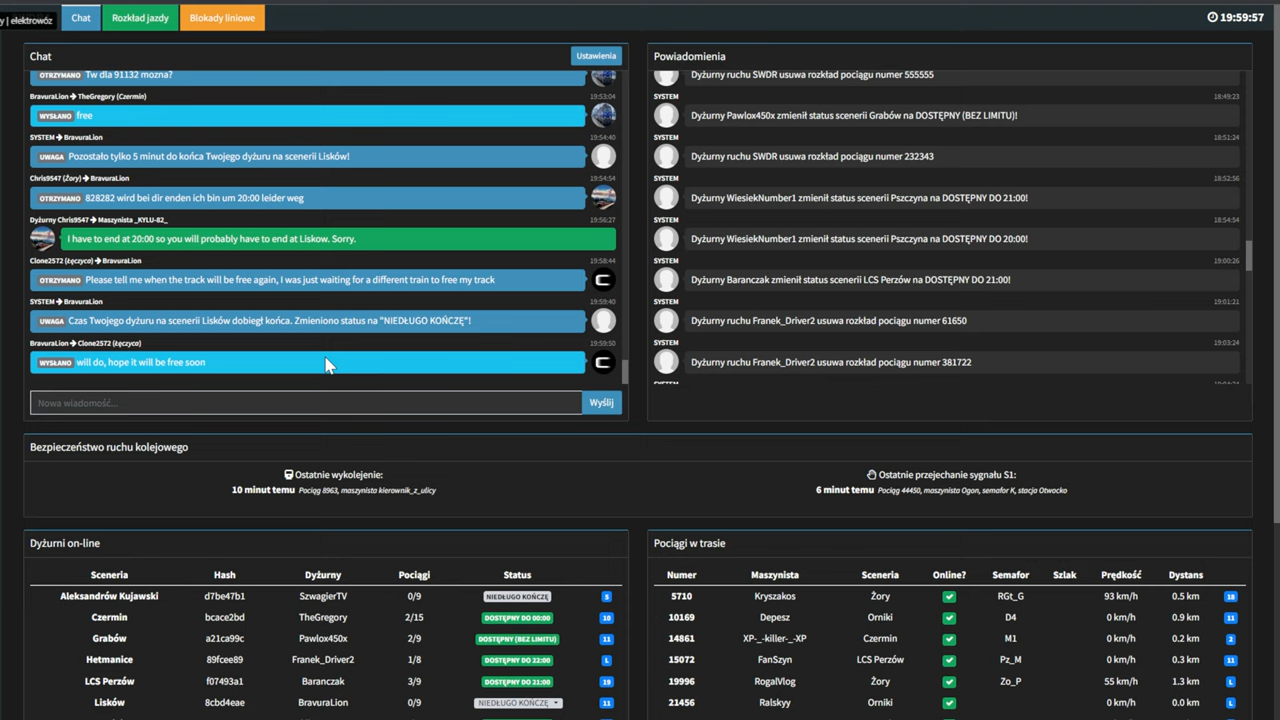 y | elektrowóz
Chat
Rozkład jazdy
Blokady liniowe
19:59:57
Chat
Ustawienia
OTRZYMANO Tw dla 91132 mozna?
BravuraLion → TheGregory (Czermin) 19:53:04
WYSŁANO free
SYSTEM → BravuraLion 19:54:40
UWAGA Pozostało tylko 5 minut do końca Twojego dyżuru na scenerii Lisków!
Chris9547 (Żory) → BravuraLion 19:54:54
OTRZYMANO 828282 wird bei dir enden ich bin um 20:00 leider weg
Dyżurny Chris9547 → Maszynista _KYLU-82_ 19:56:27
I have to end at 20:00 so you will probably have to end at Liskow. Sorry.
Clone2572 (Łęczyca) → BravuraLion 19:58:44
OTRZYMANO Please tell me when the track will be free again, I was just waiting for a different train to free my track
SYSTEM → BravuraLion 19:59:40
UWAGA Czas Twojego dyżuru na scenerii Lisków dobiegł końca. Zmieniono status na "NIEDŁUGO KOŃCZĘ"!
BravuraLion → Clone2572 (Łęczyca) 19:59:50
WYSŁANO will do, hope it will be free soon
Nowa wiadomość...
Wyślij
Powiadomienia
Dyżurny ruchu SWDR usuwa rozkład pociągu numer 555555
SYSTEM 18:49:23
Dyżurny Pawlox450x zmienił status scenerii Grabów na DOSTĘPNY (BEZ LIMITU)!
SYSTEM 18:51:24
Dyżurny ruchu SWDR usuwa rozkład pociągu numer 232343
SYSTEM 18:52:56
Dyżurny WiesiekNumber1 zmienił status scenerii Pszczyna na DOSTĘPNY DO 21:00!
SYSTEM 18:54:54
Dyżurny WiesiekNumber1 zmienił status scenerii Pszczyna na DOSTĘPNY DO 20:00!
SYSTEM 19:00:26
Dyżurny Baranczak zmienił status scenerii LCS Perzów na DOSTĘPNY DO 21:00!
SYSTEM 19:01:21
Dyżurny ruchu Franek_Driver2 usuwa rozkład pociągu numer 61650
SYSTEM 19:03:24
Dyżurny ruchu Franek_Driver2 usuwa rozkład pociągu numer 381722
Bezpieczeństwo ruchu kolejowego
Ostatnie wykolejenie:
10 minut temu Pociąg 8963, maszynista kierownik_z_ulicy
Ostatnie przejechanie sygnału S1:
6 minut temu Pociąg 44450, maszynista Ogon, semafor K, stacja Otwocko
Dyżurni on-line
Sceneria Hash Dyżurny Pociągi Status
Aleksandrów Kujawski d7be47b1 SzwagierTV 0/9 NIEDŁUGO KOŃCZĘ 5
Czermin bcace2bd TheGregory 2/15 DOSTĘPNY DO 00:00 10
Grabów a21ca99c Pawlox450x 2/9 DOSTĘPNY (BEZ LIMITU) 11
Hetmanice 89fcee89 Franek_Driver2 1/8 DOSTĘPNY DO 22:00 L
LCS Perzów f07493a1 Baranczak 3/9 DOSTĘPNY DO 21:00 19
Lisków 8cbd4eae BravuraLion 0/9 NIEDŁUGO KOŃCZĘ 11
Pociągi w trasie
Numer Maszynista Sceneria Online? Semafor Szlak Prędkość Dystans
5710 Kryszakos Żory RGt_G 93 km/h 0.5 km 18
10169 Depesz Orniki D4 0 km/h 0.9 km 11
14861 XP-_-killer-_-XP Czermin M1 0 km/h 0.2 km 2
15072 FanSzyn LCS Perzów Pz_M 0 km/h 0.3 km 11
19996 RogalVlog Żory Zo_P 55 km/h 1.3 km L
21456 Ralskyy Orniki 0 km/h 0.0 km L